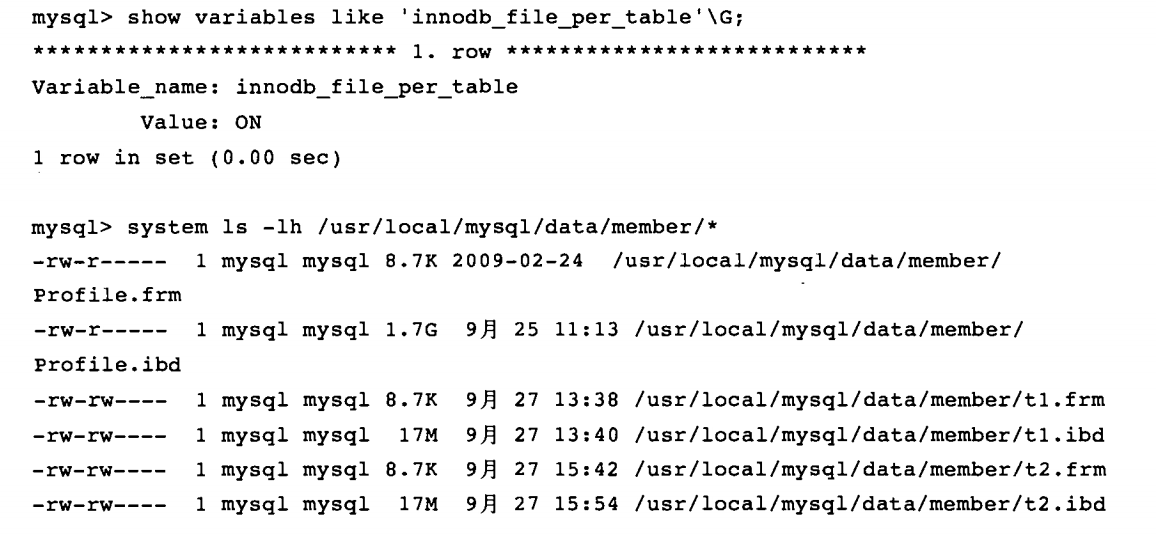 mysql> show variables like 'innodb_file_per_table'\G;
*************************** 1. row ***************************
Variable_name: innodb_file_per_table
        Value: ON
1 row in set (0.00 sec)

mysql> system ls -lh /usr/local/mysql/data/member/*
-rw-r-----  1 mysql mysql 8.7K 2009-02-24  /usr/local/mysql/data/member/
Profile.frm
-rw-r-----  1 mysql mysql 1.7G  9月 25 11:13 /usr/local/mysql/data/member/
Profile.ibd
-rw-rw----  1 mysql mysql 8.7K  9月 27 13:38 /usr/local/mysql/data/member/t1.frm
-rw-rw----  1 mysql mysql  17M  9月 27 13:40 /usr/local/mysql/data/member/t1.ibd
-rw-rw----  1 mysql mysql 8.7K  9月 27 15:42 /usr/local/mysql/data/member/t2.frm
-rw-rw----  1 mysql mysql  17M  9月 27 15:54 /usr/local/mysql/data/member/t2.ibd